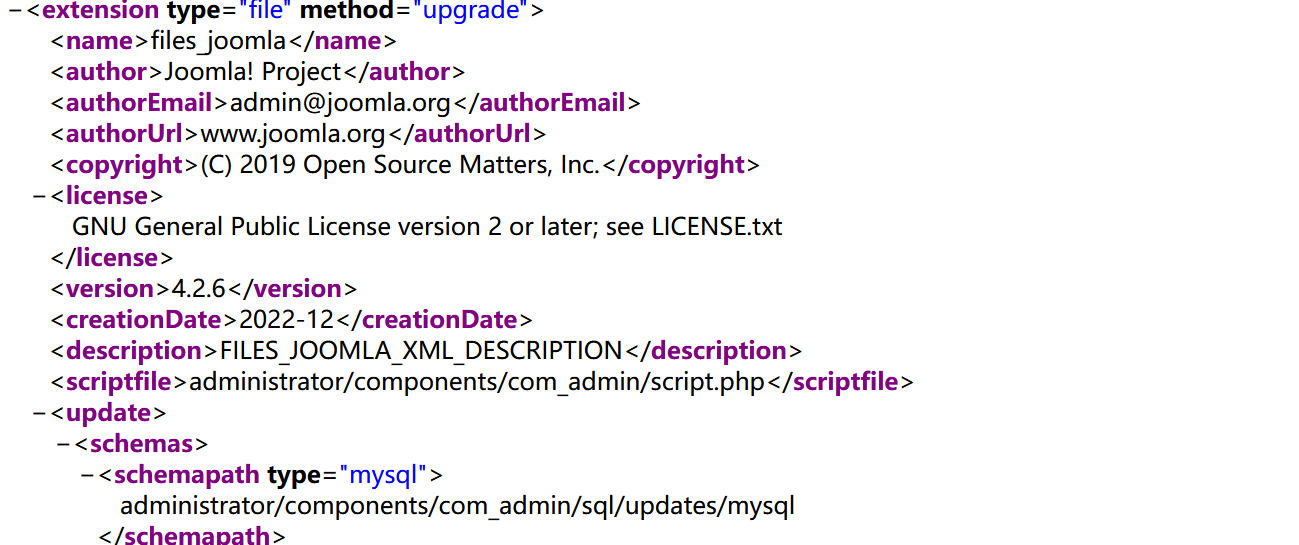 −<extension type="file" method="upgrade">
<name>files_joomla</name>
<author>Joomla! Project</author>
<authorEmail>admin@joomla.org</authorEmail>
<authorUrl>www.joomla.org</authorUrl>
<copyright>(C) 2019 Open Source Matters, Inc.</copyright>
−<license>
GNU General Public License version 2 or later; see LICENSE.txt
</license>
<version>4.2.6</version>
<creationDate>2022-12</creationDate>
<description>FILES_JOOMLA_XML_DESCRIPTION</description>
<scriptfile>administrator/components/com_admin/script.php</scriptfile>
−<update>
−<schemas>
−<schemapath type="mysql">
administrator/components/com_admin/sql/updates/mysql
</schemapath>